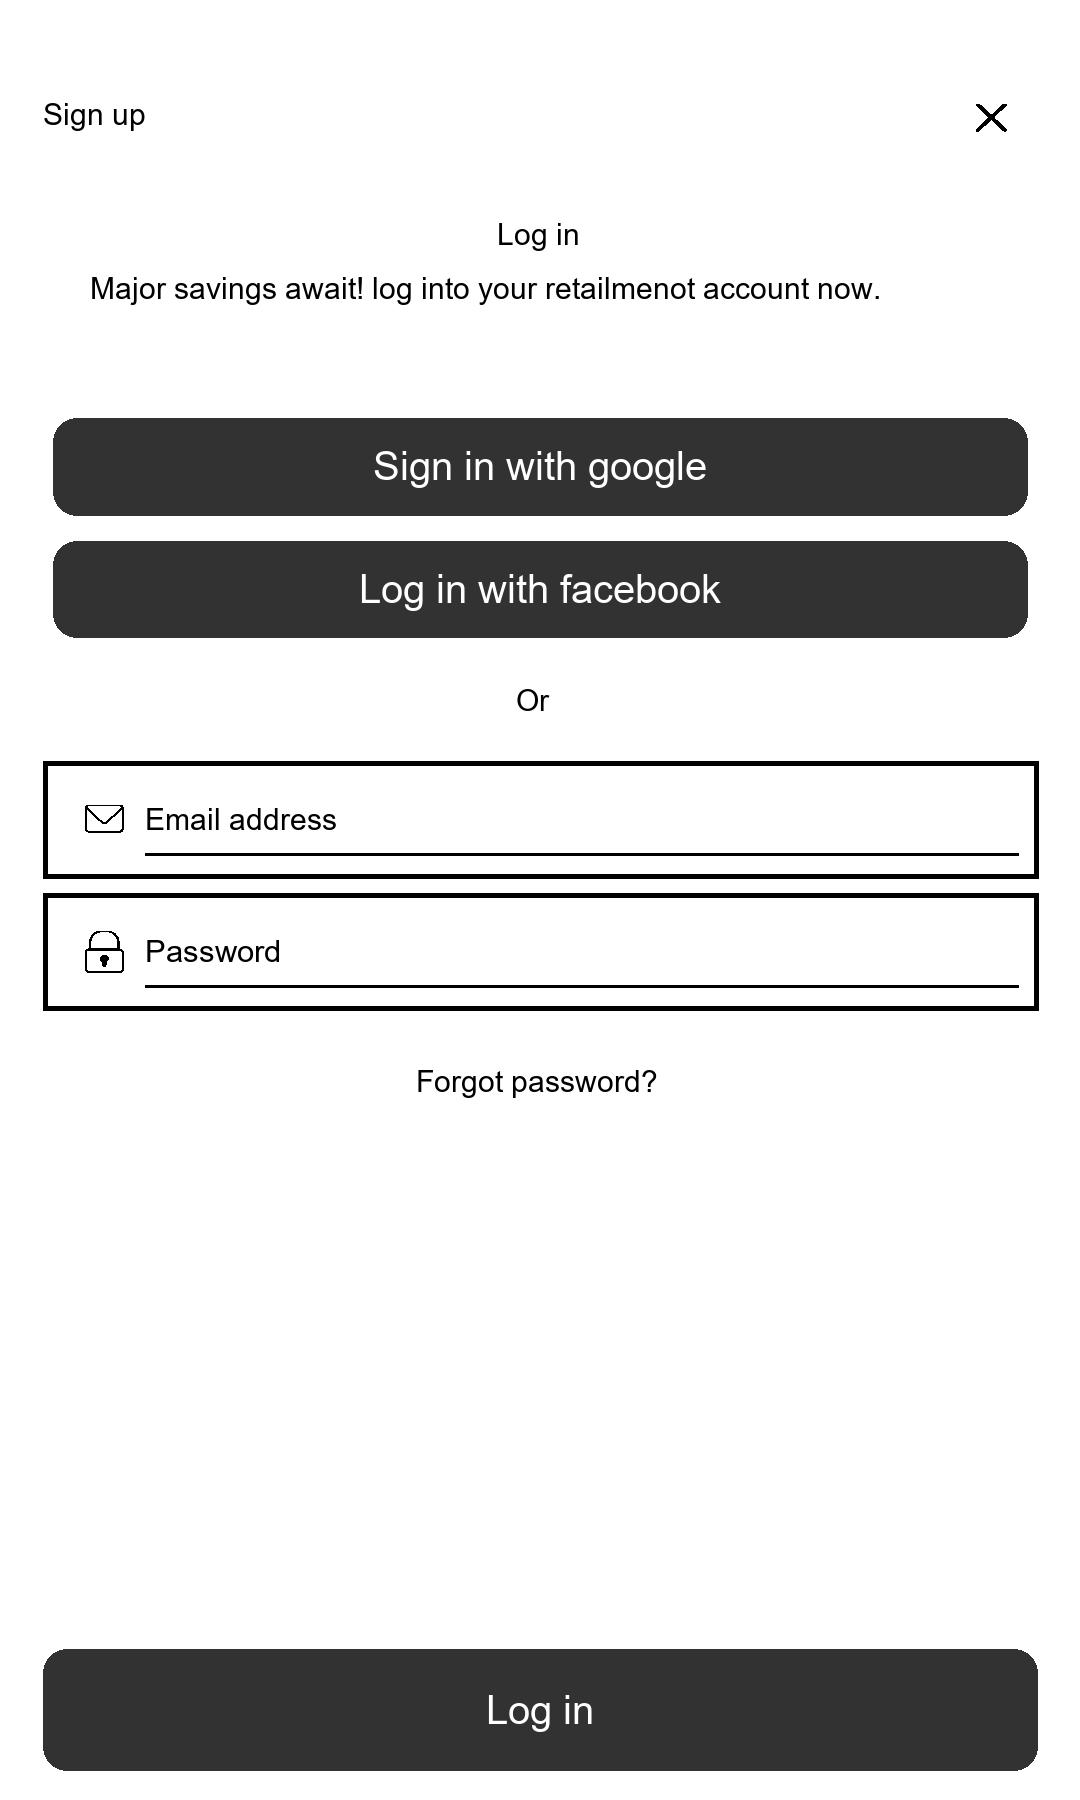 Sign up
Log in
Major savings await! log into your retailmenot account now.
Sign in with google
Log in with facebook
Or
Email address
Password
Forgot password?
Log in